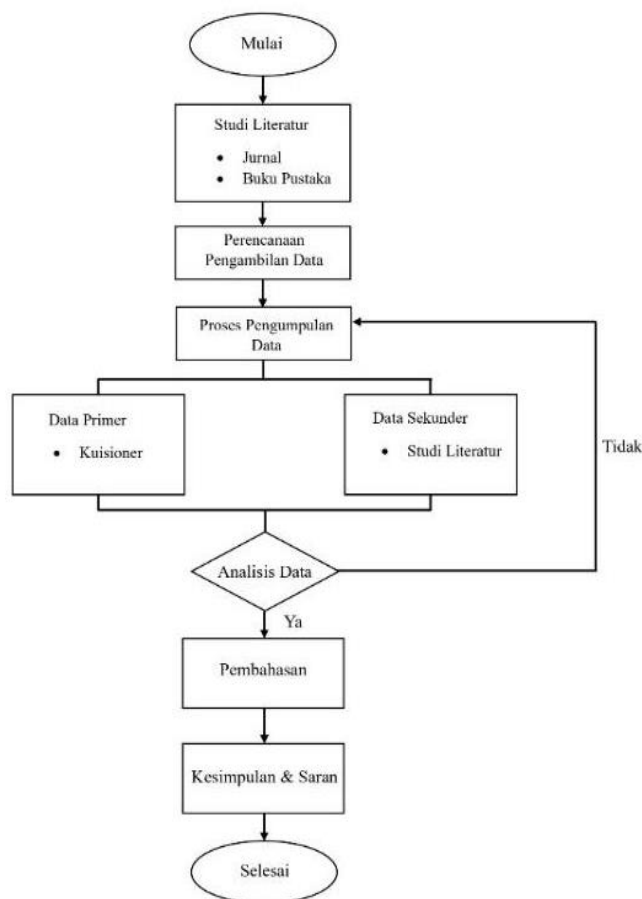 Mulai
Studi Literatur
• Jurnal
• Buku Pustaka
Perencanaan
Pengambilan Data
Proses Pengumpulan
Data
Data Primer
• Kuisioner
Data Sekunder
• Studi Literatur
Tidak
Analisis Data
Ya
Pembahasan
Kesimpulan & Saran
Selesai